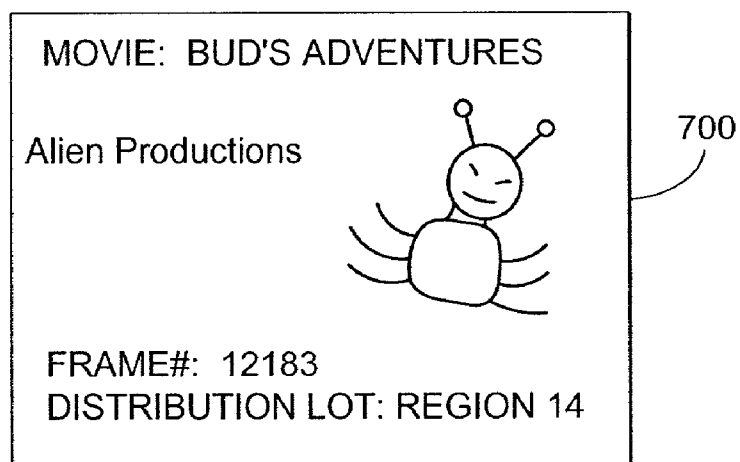 MOVIE: BUD'S ADVENTURES
Alien Productions
700
FRAME#: 12183
DISTRIBUTION LOT: REGION 14